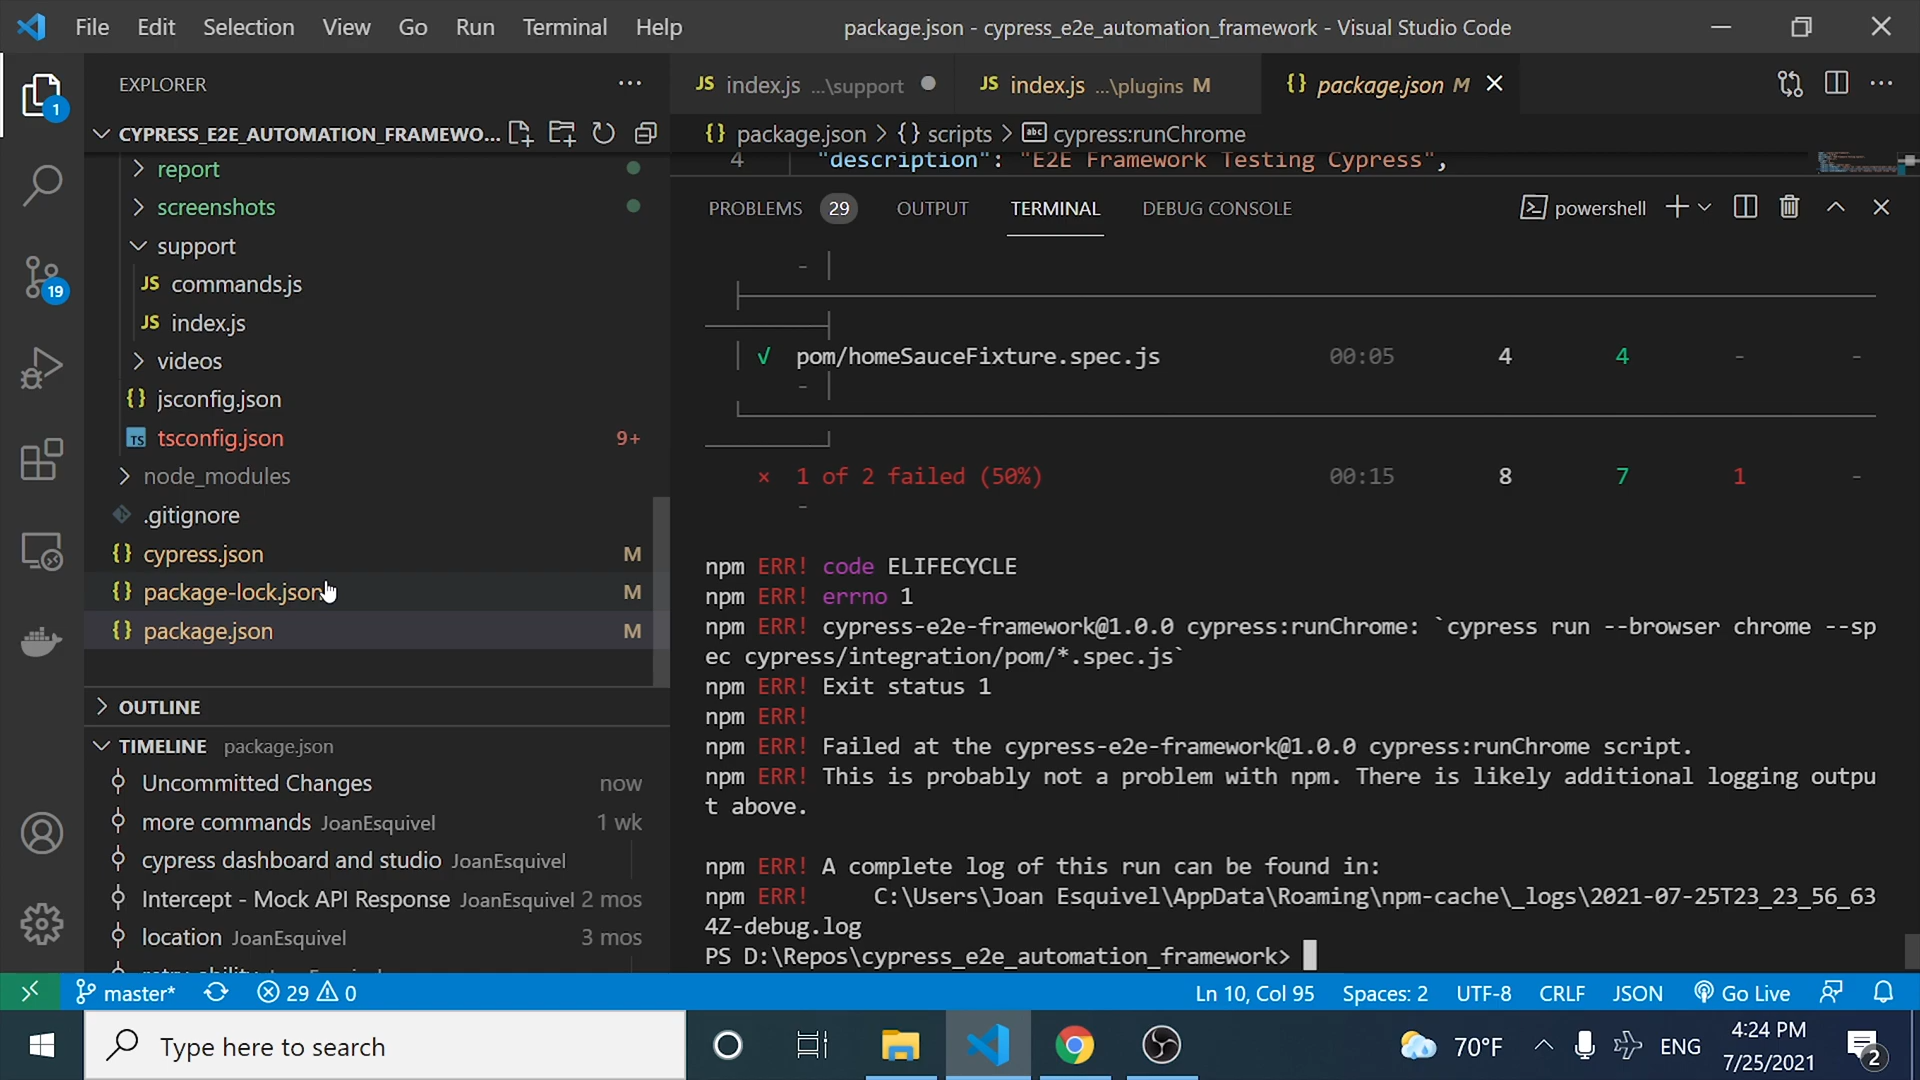 File Edit Selection View Go Run Terminal Help
package.json - cypress_e2e_automation_framework - Visual Studio Code
EXPLORER
1
CYPRESS_E2E_AUTOMATION_FRAMEWO...
report
screenshots
support
JS commands.js
JS index.js
videos
{} jsconfig.json
TS tsconfig.json 9+
node_modules
.gitignore
{} cypress.json M
{} package-lock.json M
{} package.json M
19
OUTLINE
TIMELINE package.json
Uncommitted Changes now
more commands JoanEsquivel 1 wk
cypress dashboard and studio JoanEsquivel
Intercept - Mock API Response JoanEsquivel 2 mos
location JoanEsquivel 3 mos
JS index.js ...\support
JS index.js ...\plugins M
{} package.json M
{} package.json > {} scripts > abc cypress:runChrome
4 "description": "E2E Framework Testing Cypress",
PROBLEMS 29 OUTPUT TERMINAL DEBUG CONSOLE
powershell
√ pom/homeSauceFixture.spec.js 00:05 4 4 - -
-
× 1 of 2 failed (50%) 00:15 8 7 1 -
-
npm ERR! code ELIFECYCLE
npm ERR! errno 1
npm ERR! cypress-e2e-framework@1.0.0 cypress:runChrome: `cypress run --browser chrome --sp
ec cypress/integration/pom/*.spec.js`
npm ERR! Exit status 1
npm ERR!
npm ERR! Failed at the cypress-e2e-framework@1.0.0 cypress:runChrome script.
npm ERR! This is probably not a problem with npm. There is likely additional logging outpu
t above.
npm ERR! A complete log of this run can be found in:
npm ERR! C:\Users\Joan Esquivel\AppData\Roaming\npm-cache\_logs\2021-07-25T23_23_56_63
4Z-debug.log
PS D:\Repos\cypress_e2e_automation_framework>
master* 29 0
Ln 10, Col 95 Spaces: 2 UTF-8 CRLF JSON Go Live
Type here to search
70°F ENG
4:24 PM
7/25/2021
2